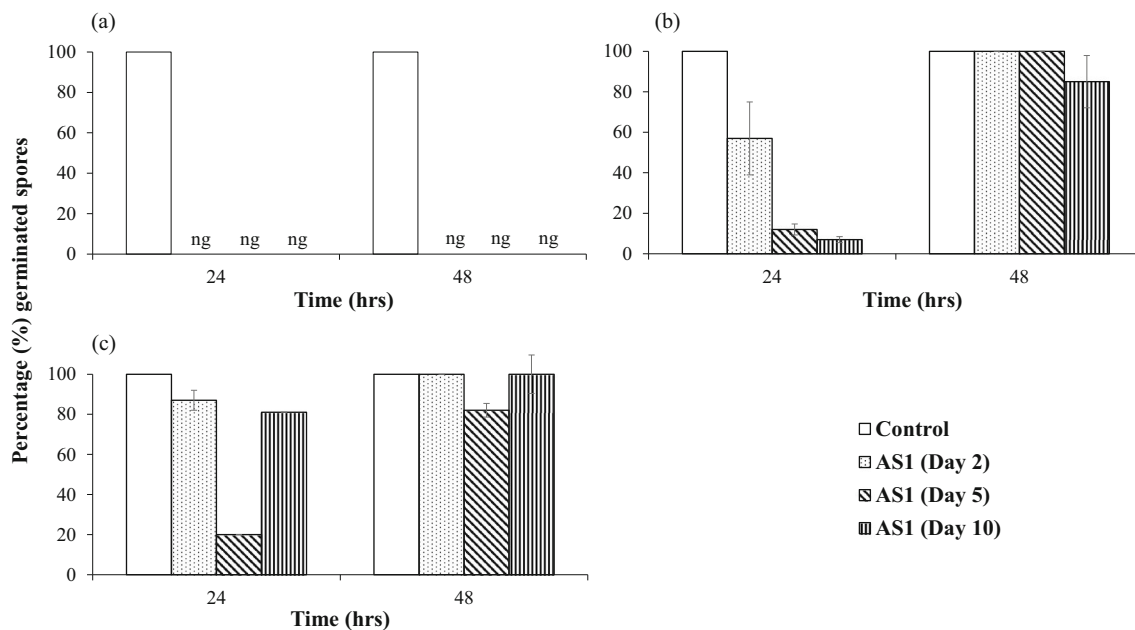 (a)
100
80
60
40
20
0
ng ng ng
ng ng ng
24 48
Time (hrs)
(b)
100
80
60
40
20
0
24 48
Time (hrs)
(c)
100
80
60
40
20
0
24 48
Time (hrs)
Percentage (%) germinated spores
Control
AS1 (Day 2)
AS1 (Day 5)
AS1 (Day 10)